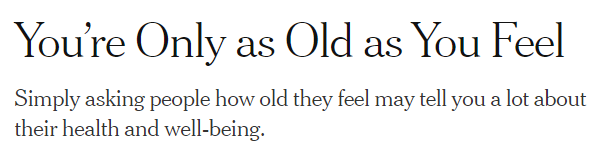 You’re Only as Old as You Feel
Simply asking people how old they feel may tell you a lot about
their health and well-being.